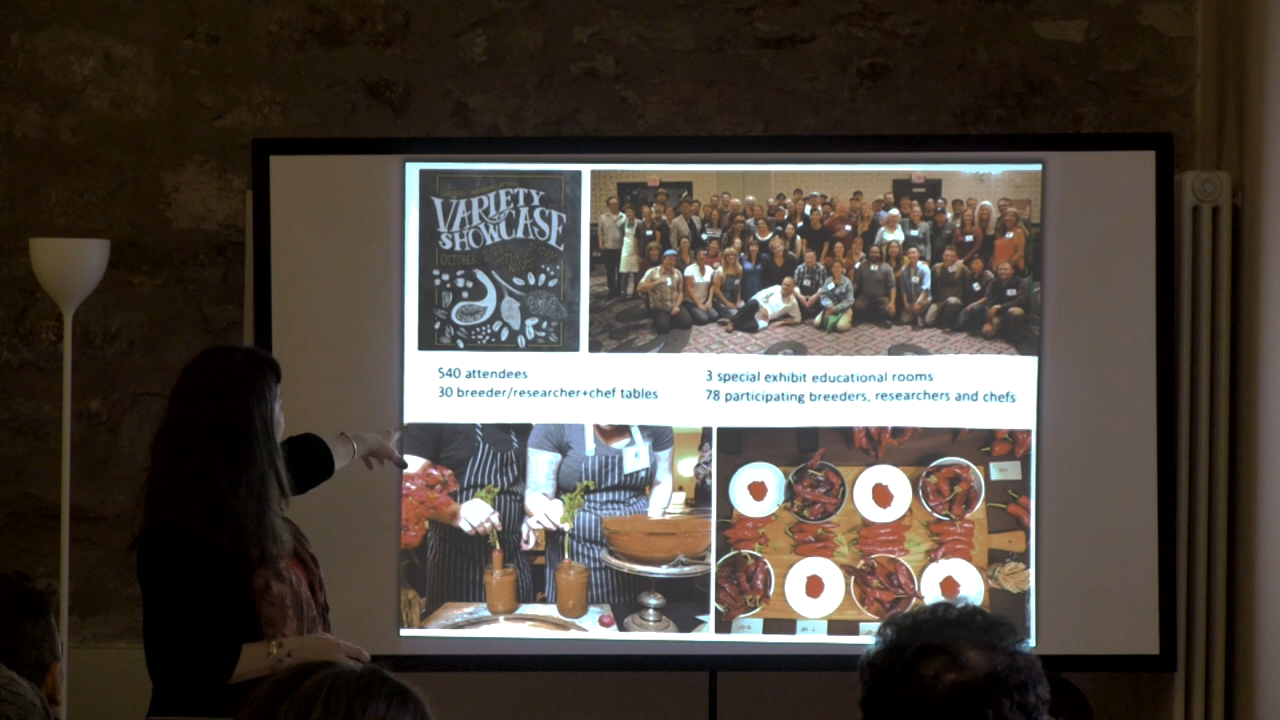 VARIETY
SHOWCASE
OCTOBER
540 attendees
30 breeder/researcher+chef tables
3 special exhibit educational rooms
78 participating breeders, researchers and chefs